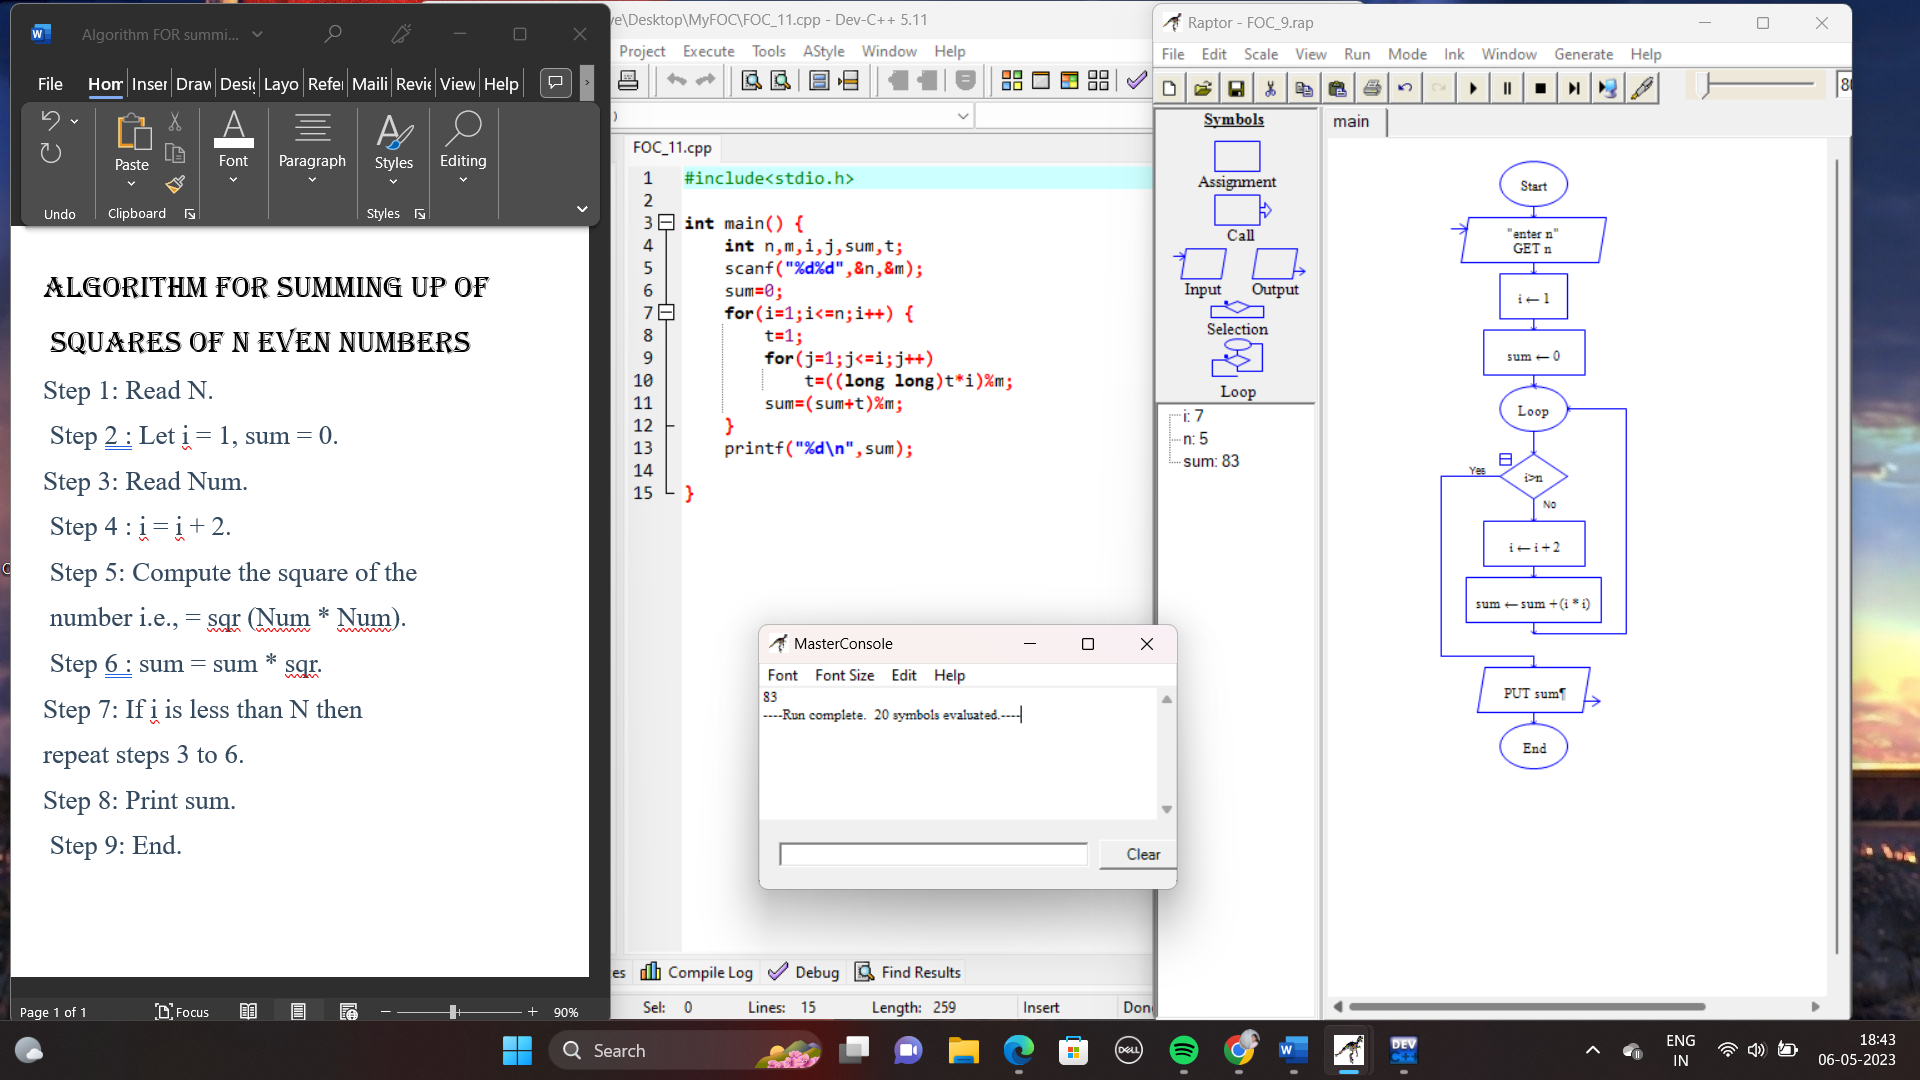 Algorithm FOR summi...
File Hom Inser Draw Desi Layo Refe Maili Revie View Help
Paste Font Paragraph Styles Editing
Undo Clipboard Styles
ALGORITHM FOR SUMMING UP OF
SQUARES OF N EVEN NUMBERS
Step 1: Read N.
Step 2 : Let i = 1, sum = 0.
Step 3: Read Num.
Step 4 : i = i + 2.
Step 5: Compute the square of the
number i.e., = sqr (Num * Num).
Step 6 : sum = sum * sqr.
Step 7: If i is less than N then
repeat steps 3 to 6.
Step 8: Print sum.
Step 9: End.
Page 1 of 1 Focus 90%
ve\Desktop\MyFOC\FOC_11.cpp - Dev-C++ 5.11
Project Execute Tools AStyle Window Help
FOC_11.cpp
1 #include<stdio.h>
2
3 int main() {
4 int n,m,i,j,sum,t;
5 scanf("%d%d",&n,&m);
6 sum=0;
7 for(i=1;i<=n;i++) {
8 t=1;
9 for(j=1;j<=i;j++)
10 t=((long long)t*i)%m;
11 sum=(sum+t)%m;
12 }
13 printf("%d\n",sum);
14
15 }
es Compile Log Debug Find Results
Sel: 0 Lines: 15 Length: 259 Insert Done
MasterConsole
Font Font Size Edit Help
83
----Run complete. 20 symbols evaluated.----
Clear
Raptor - FOC_9.rap
File Edit Scale View Run Mode Ink Window Generate Help
80
Symbols
Assignment
Call
Input Output
Selection
Loop
i: 7
n: 5
sum: 83
main
Start
"enter n"
GET n
i ← 1
sum ← 0
Loop
Yes i>n
No
i ← i + 2
sum ← sum + (i * i)
PUT sum¶
End
Search
DELL
DEV
C++
ENG
IN
18:43
06-05-2023